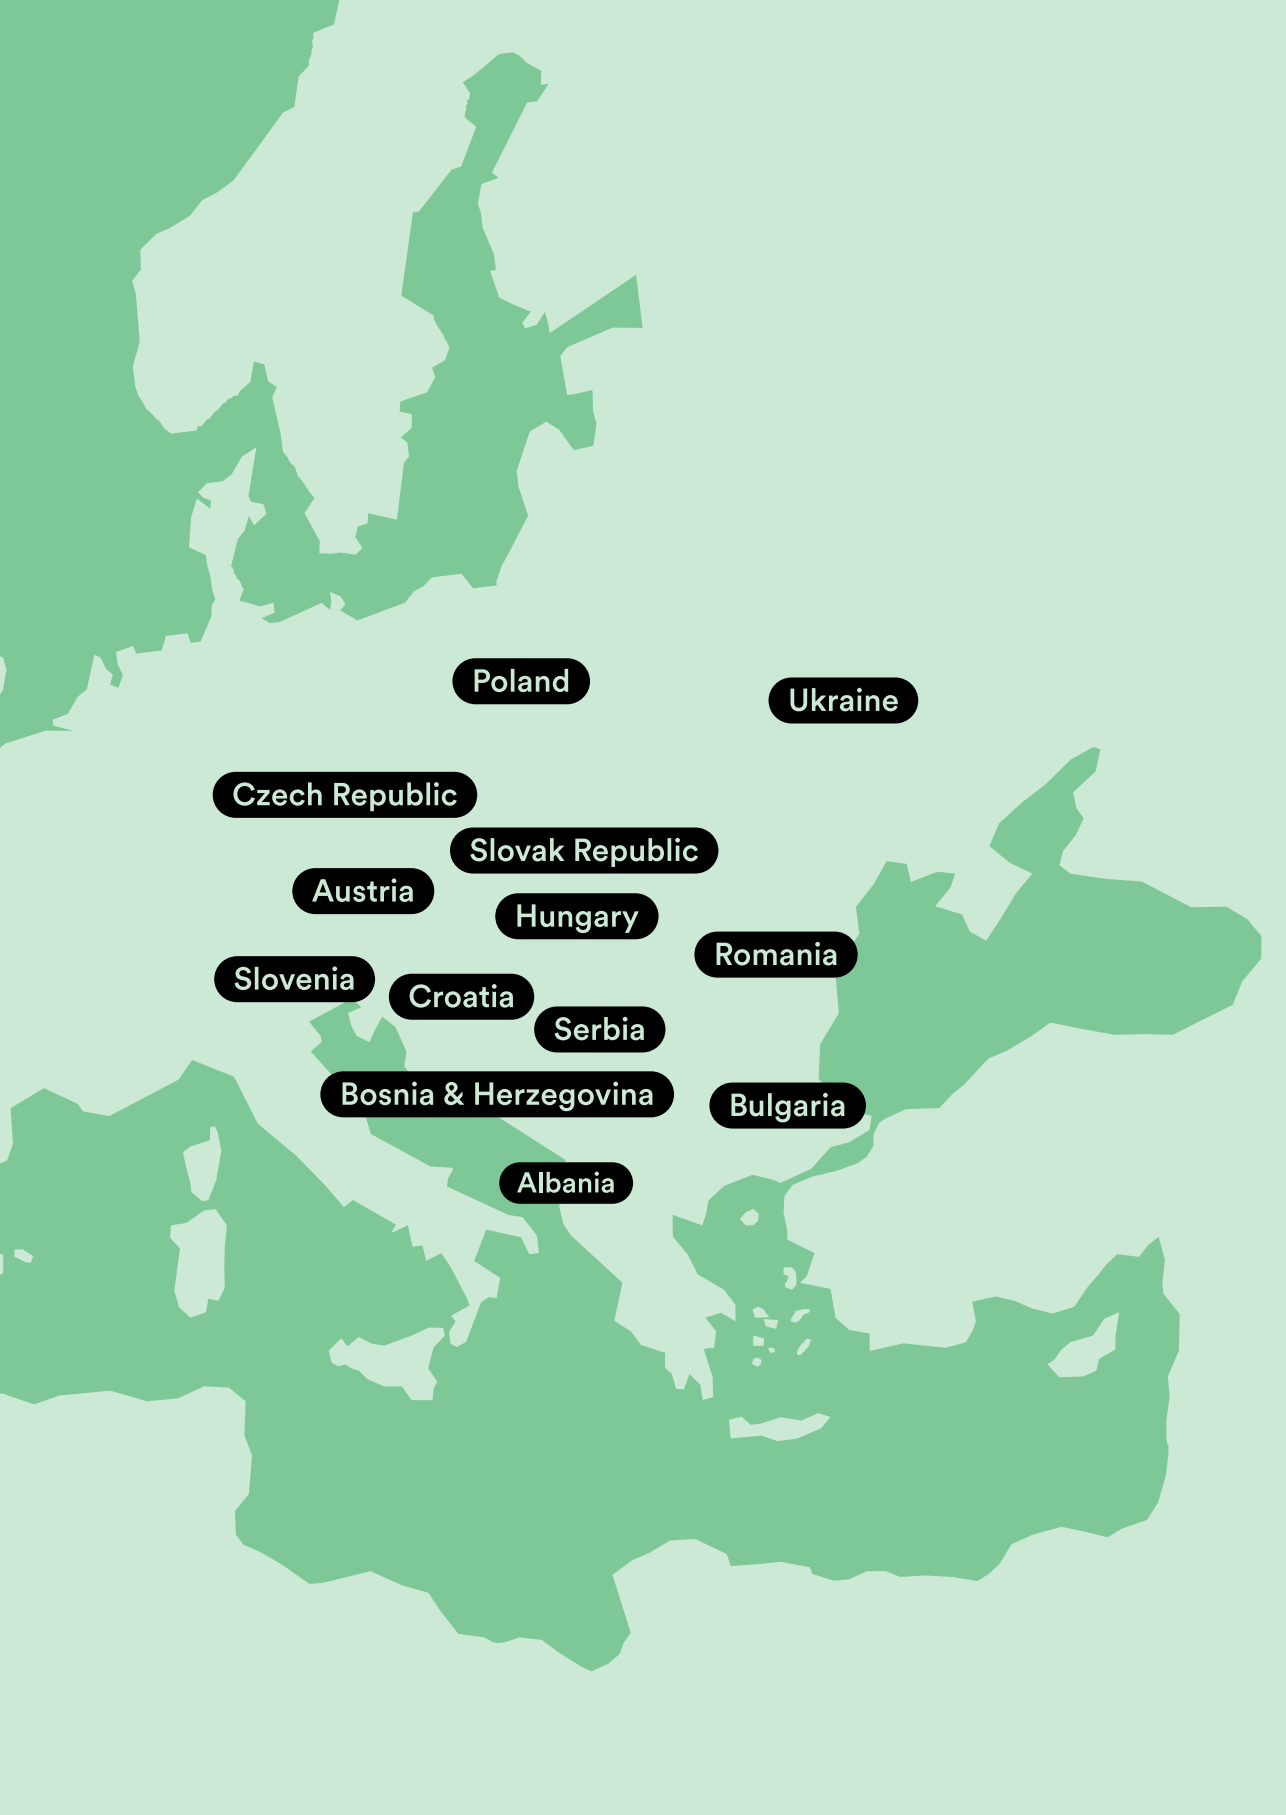 Poland
Ukraine
Czech Republic
Slovak Republic
Austria
Hungary
Romania
Slovenia
Croatia
Serbia
Bosnia & Herzegovina
Bulgaria
Albania